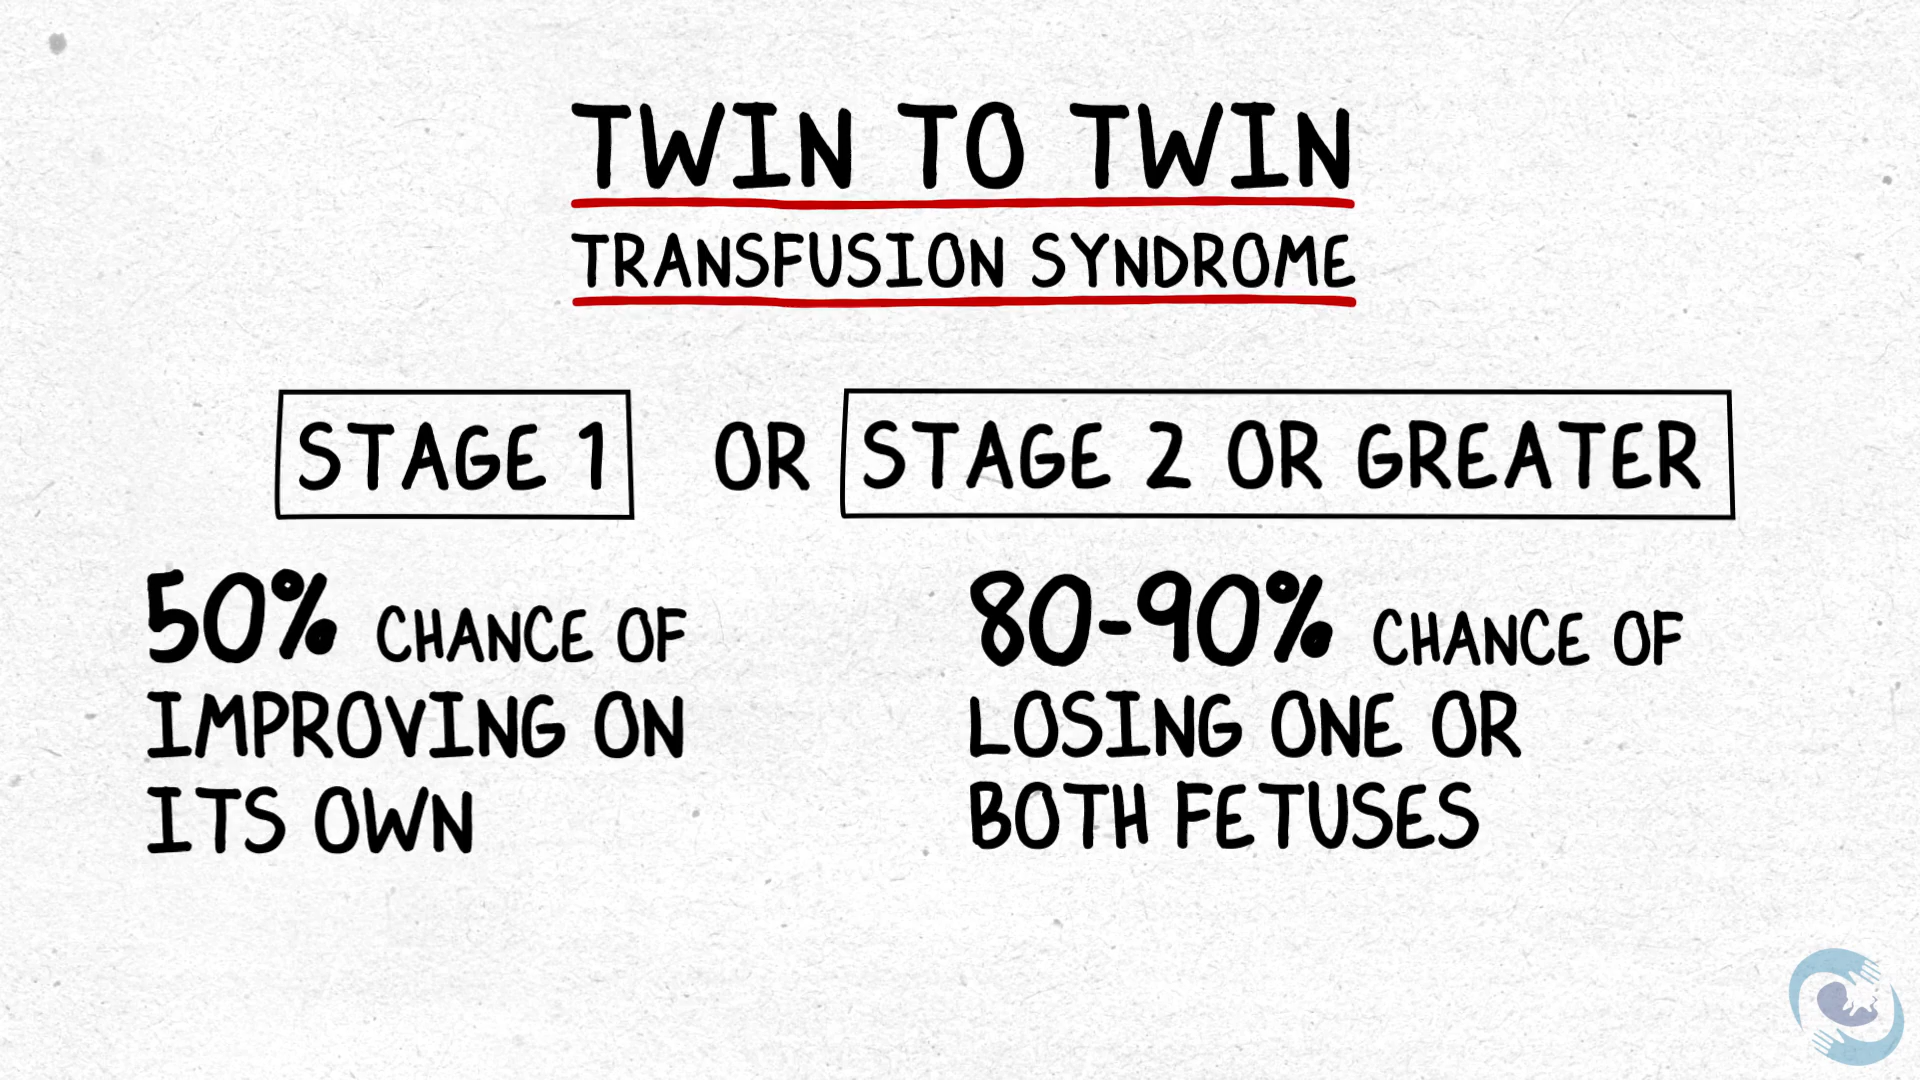 TWIN TO TWIN
TRANSFUSION SYNDROME
STAGE 1 OR STAGE 2 OR GREATER
50% CHANCE OF
IMPROVING ON
ITS OWN
80-90% CHANCE OF
LOSING ONE OR
BOTH FETUSES